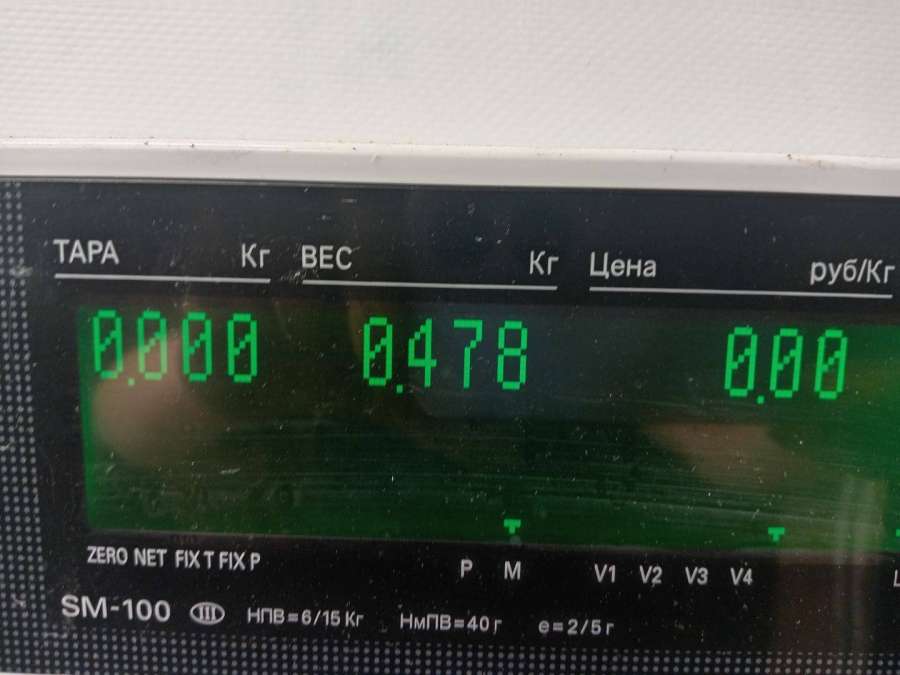 ТАРА Кг ВЕС Кг Цена руб/Кг
0.000 0.478 0.00
ZERO NET FIX T FIX P P M V1 V2 V3 V4
SM-100 III НПВ=6/15 Кг НмПВ=40 г e=2/5 г